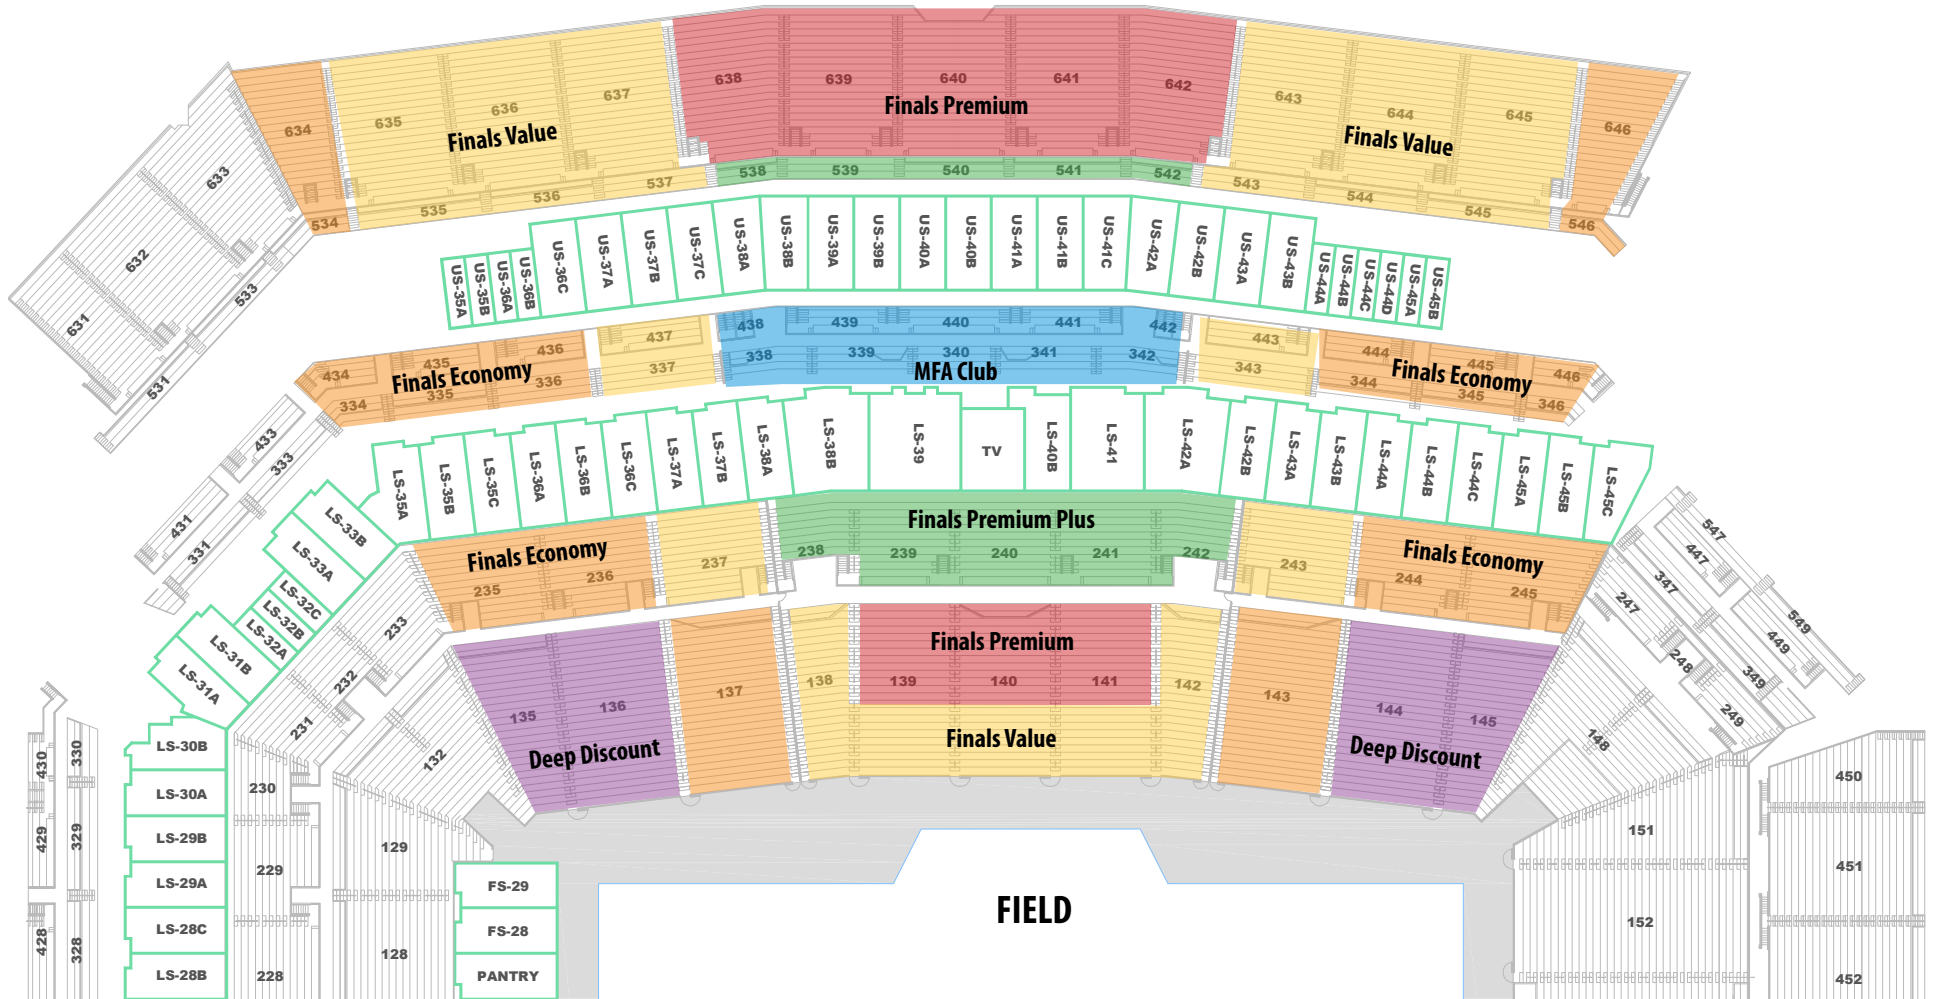 638 639 640 641 642
Finals Premium
634 635 636 637
Finals Value
643 644 645 646
Finals Value
633
632
631
534 535 536 537 538 539 540 541 542 543 544 545 546
533
531
US-35A US-35B US-36A US-36B US-36C US-37A US-37B US-37C US-38A US-38B US-39A US-39B US-40A US-40B US-41A US-41B US-41C US-42A US-42B US-43A US-43B US-44A US-44B US-44C US-44D US-45A US-45B
434 435 436 437 438 439 440 441 442 443 444 445 446
Finals Economy
MFA Club
Finals Economy
334 335 336 337 338 339 340 341 342 343 344 345 346
433
333
431
331
LS-35A LS-35B LS-35C LS-36A LS-36B LS-36C LS-37A LS-37B LS-38A LS-38B LS-39 TV LS-40B LS-41 LS-42A LS-42B LS-43A LS-43B LS-44A LS-44B LS-44C LS-45A LS-45B LS-45C
LS-33B
LS-33A
LS-32C
LS-32B
LS-32A
LS-31B
LS-31A
Finals Economy
Finals Premium Plus
Finals Economy
235 236 237 238 239 240 241 242 243 244 245
233
232
231
547
447
347
247
549
449
349
249
248
Finals Premium
135 136 137 138 139 140 141 142 143 144 145
Deep Discount
Finals Value
Deep Discount
132
148
430 330
429 329
428 328
LS-30B
LS-30A
LS-29B
LS-29A
LS-28C
LS-28B
230
229
228
129
128
FS-29
FS-28
PANTRY
FIELD
151
152
450
451
452